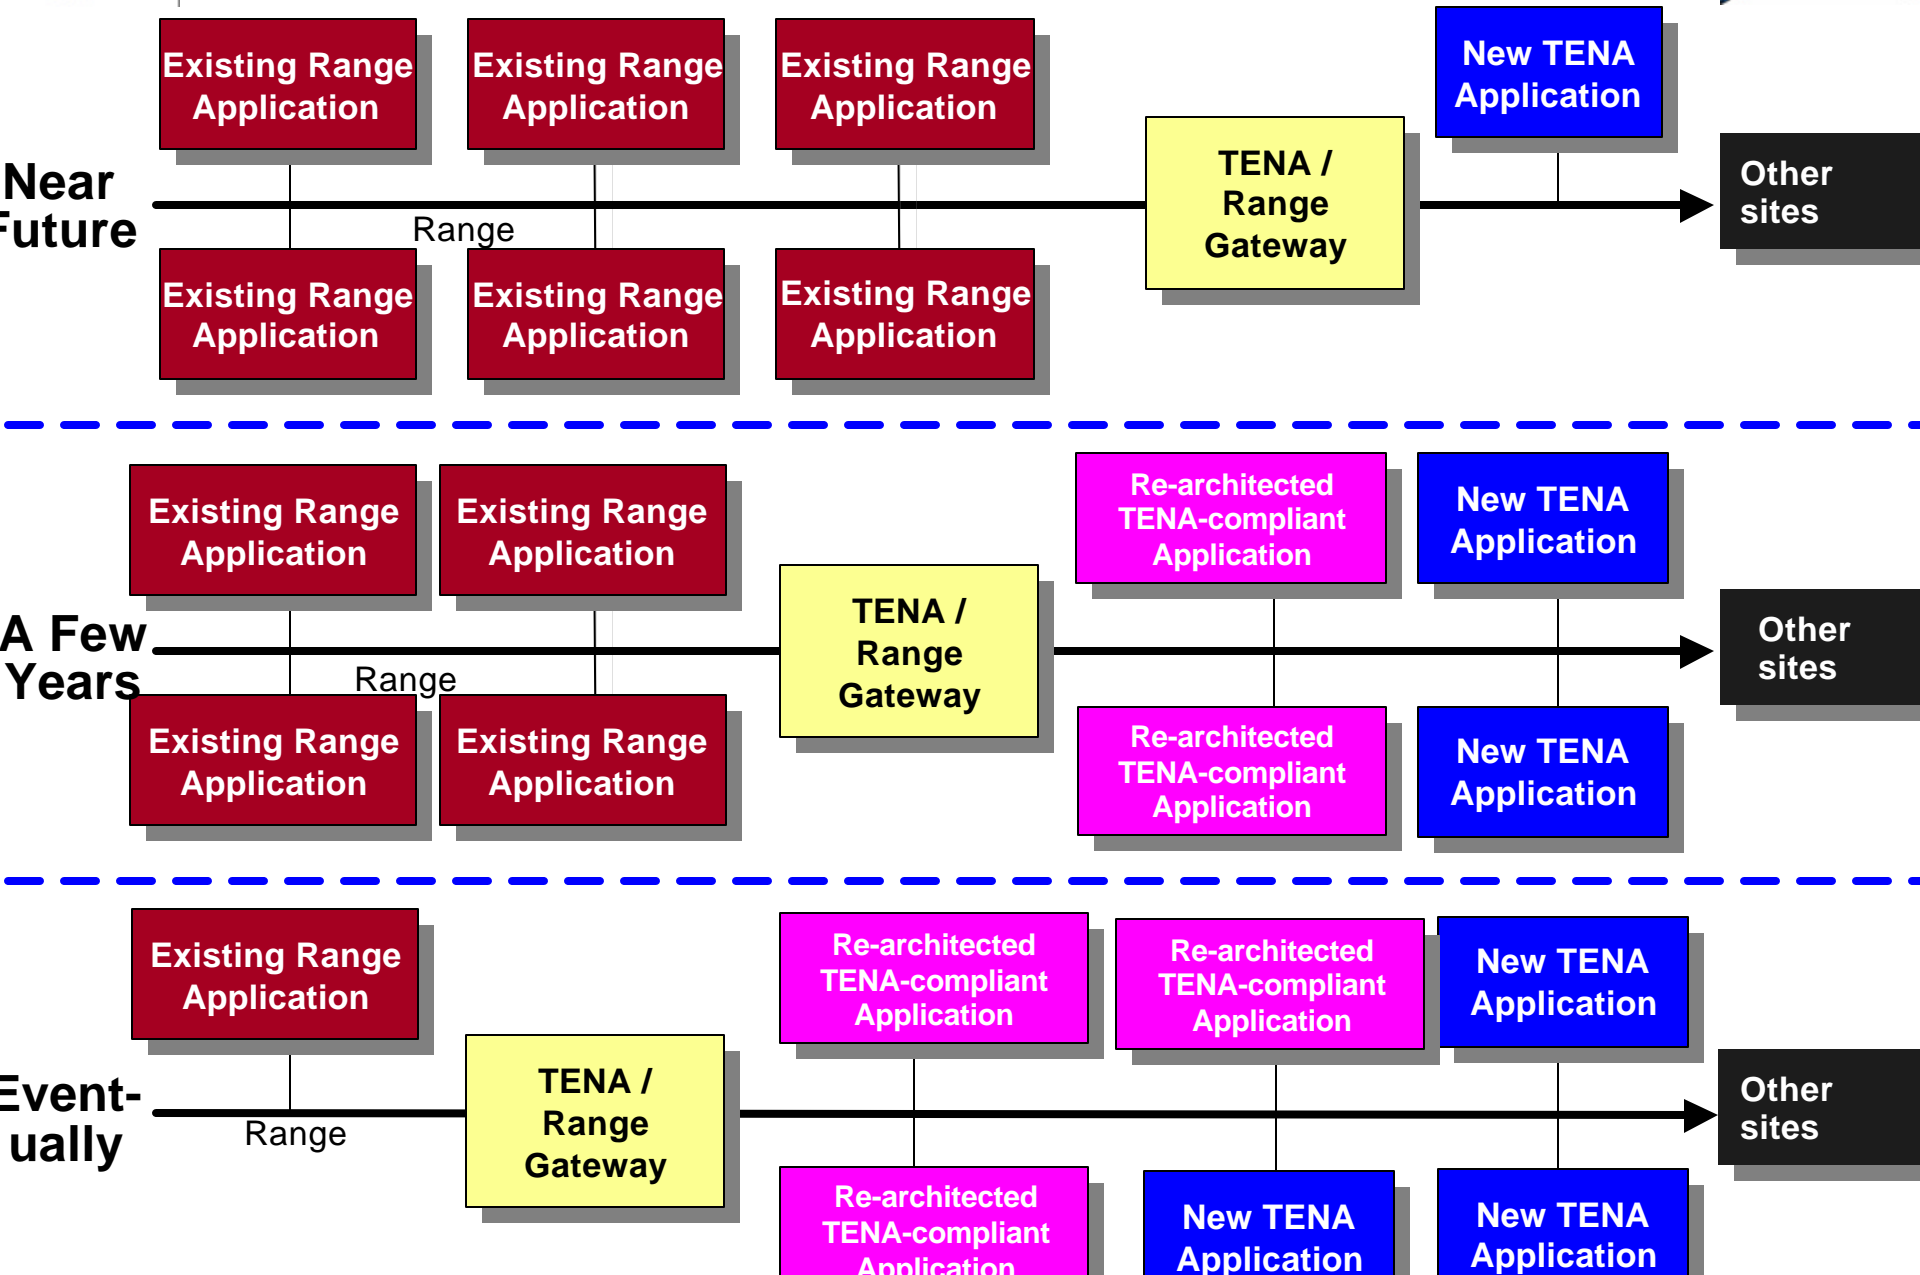 Existing Range
Application
Existing Range
Application
Existing Range
Application
New TENA
Application
TENA /
Range
Gateway
Other
sites
Near
Future
Range
Existing Range
Application
Existing Range
Application
Existing Range
Application
Existing Range
Application
Existing Range
Application
Re-architected
TENA-compliant
Application
New TENA
Application
TENA /
Range
Gateway
Other
sites
A Few
Years
Range
Existing Range
Application
Existing Range
Application
Re-architected
TENA-compliant
Application
New TENA
Application
Existing Range
Application
Re-architected
TENA-compliant
Application
Re-architected
TENA-compliant
Application
New TENA
Application
TENA /
Range
Gateway
Other
sites
Event-
ually
Range
Re-architected
TENA-compliant
Application
New TENA
Application
New TENA
Application